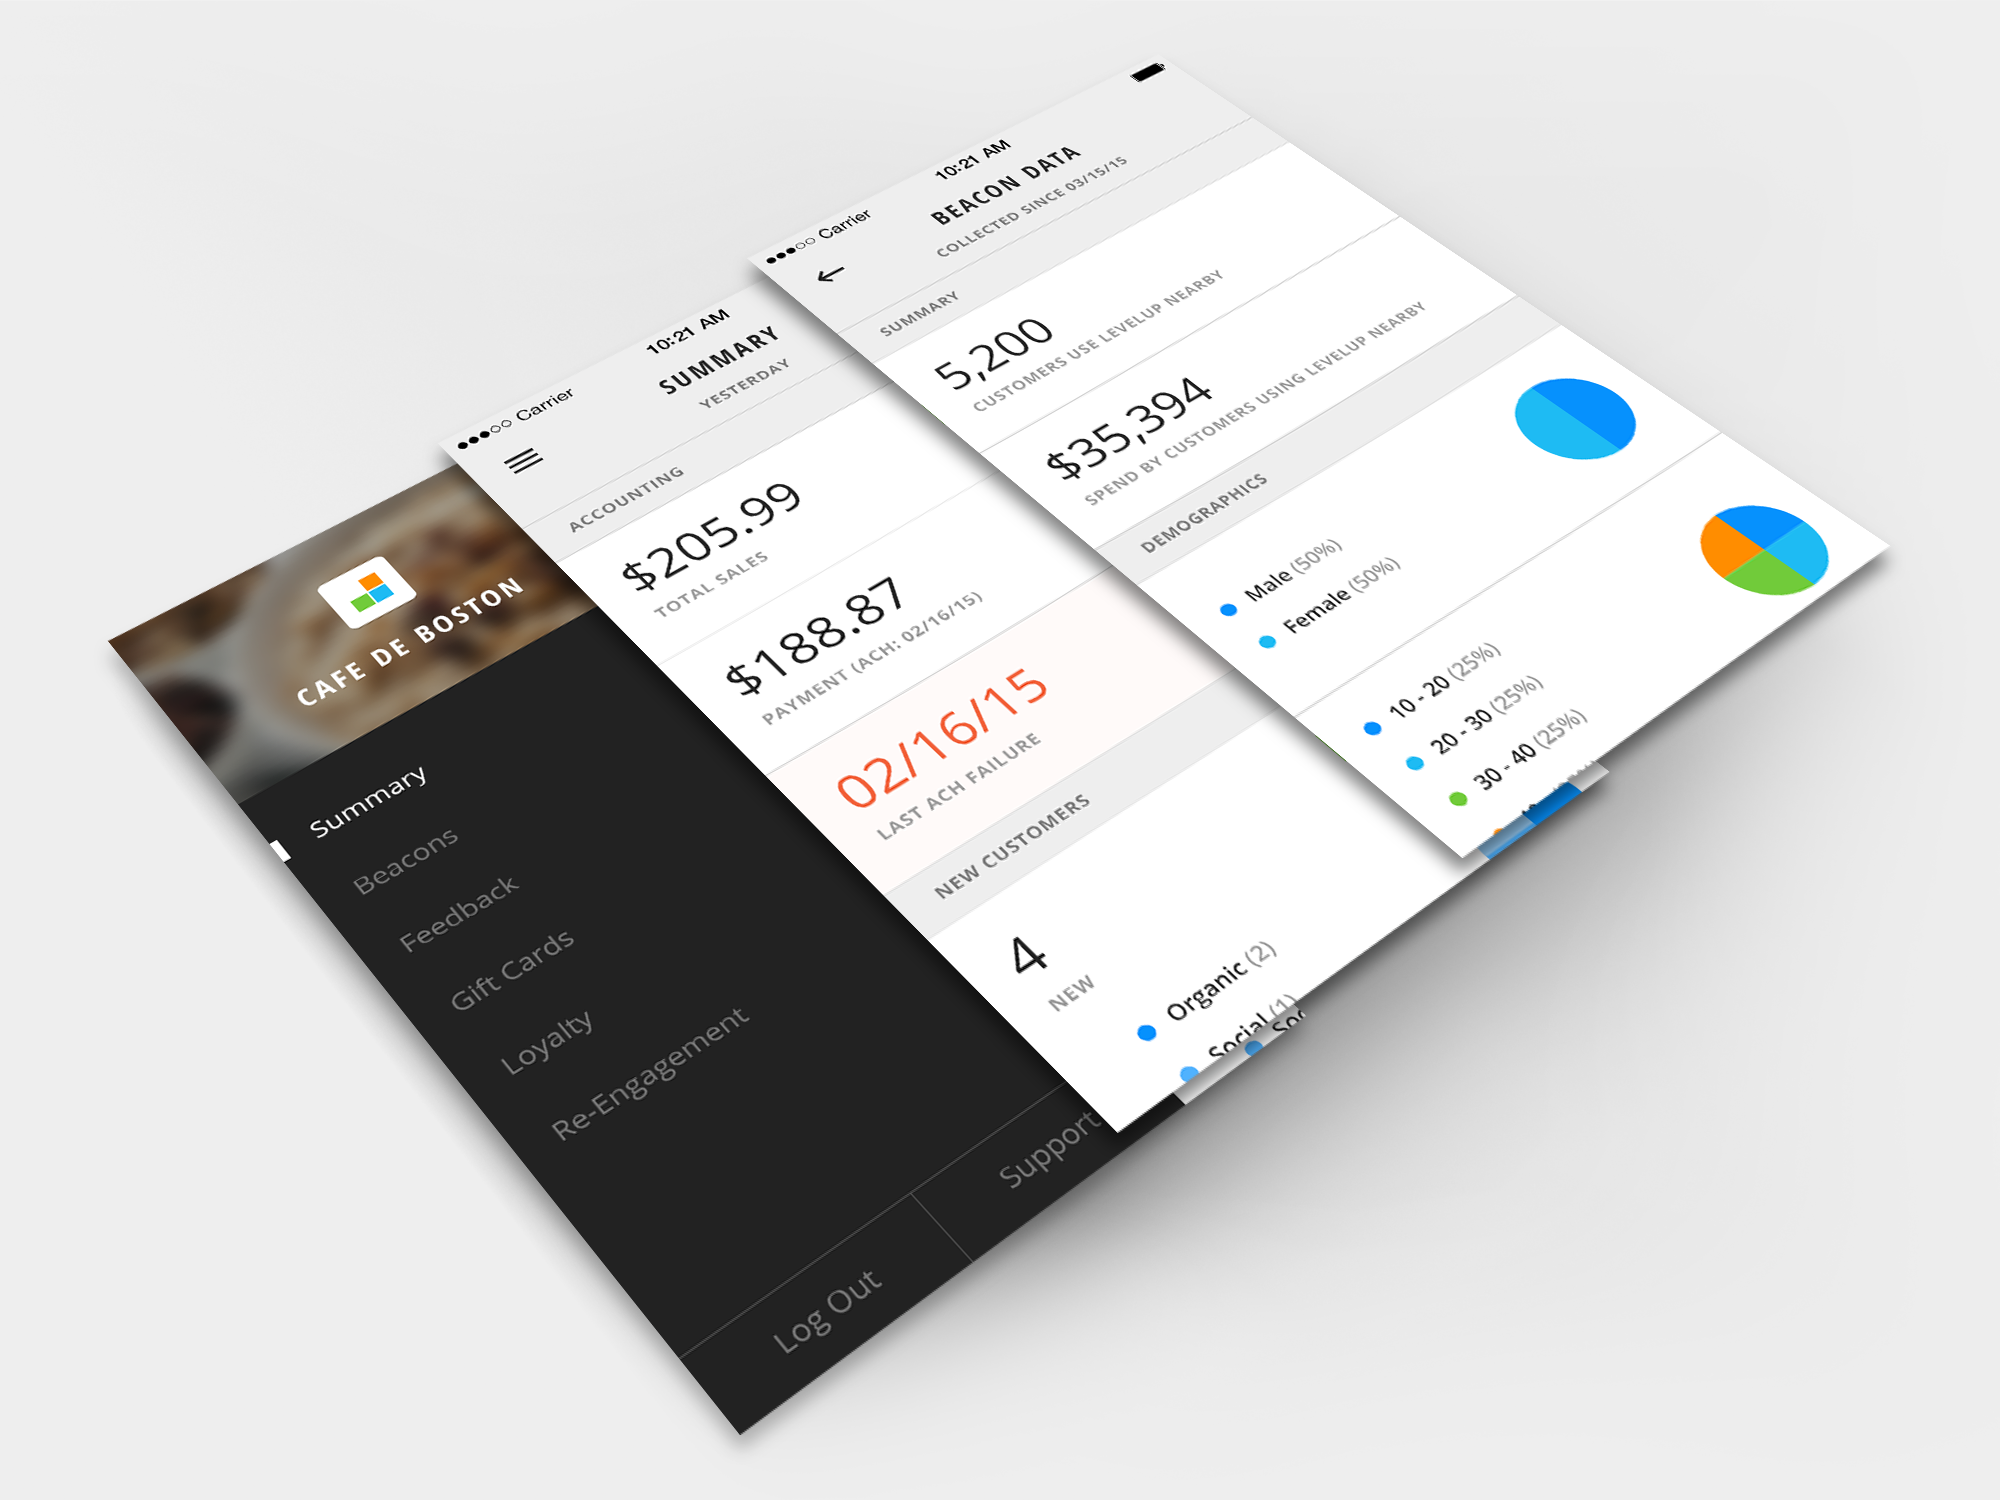 CAFE DE BOSTON
Summary
Beacons
Feedback
Gift Cards
Loyalty
Re-Engagement
Log Out
Support
Carrier
10:21 AM
SUMMARY
YESTERDAY
ACCOUNTING
$205.99
TOTAL SALES
$188.87
PAYMENT (ACH: 02/16/15)
02/16/15
LAST ACH FAILURE
NEW CUSTOMERS
4
NEW
Organic (2)
Social (1)
Soc
Carrier
10:21 AM
BEACON DATA
COLLECTED SINCE 03/15/15
SUMMARY
5,200
CUSTOMERS USE LEVELUP NEARBY
$35,394
SPEND BY CUSTOMERS USING LEVELUP NEARBY
DEMOGRAPHICS
Male (50%)
Female (50%)
10 - 20 (25%)
20 - 30 (25%)
30 - 40 (25%)